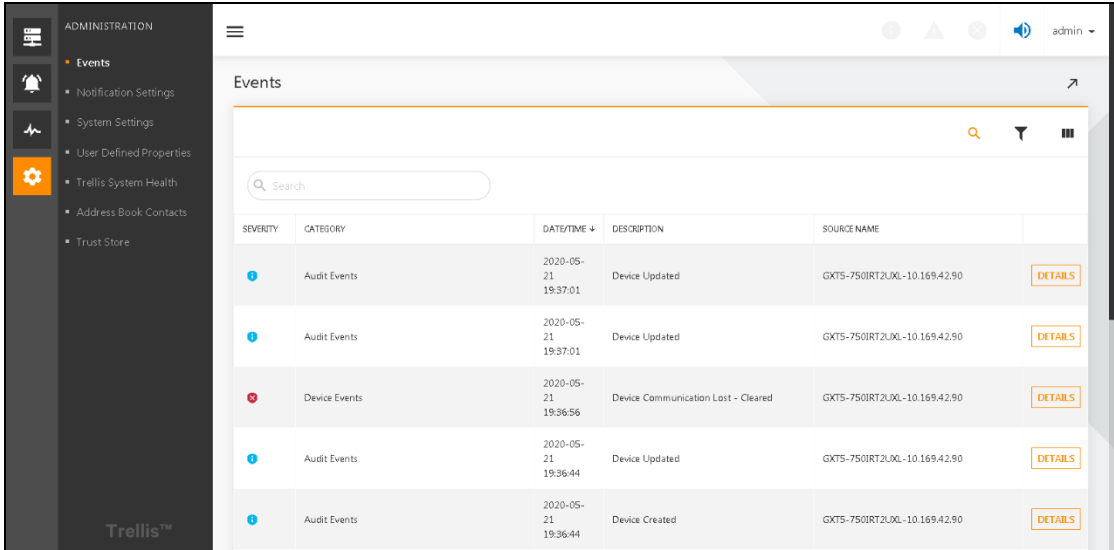 ADMINISTRATION
Events
Notification Settings
System Settings
User Defined Properties
Trellis System Health
Address Book Contacts
Trust Store
Trellis™
admin
Events
Search
SEVERITY CATEGORY DATE/TIME ↓ DESCRIPTION SOURCE NAME
2020-05-
21
19:37:01
Audit Events Device Updated GXT5-750IRT2UXL-10.169.42.90 DETAILS
2020-05-
21
19:37:01
Audit Events Device Updated GXT5-750IRT2UXL-10.169.42.90 DETAILS
2020-05-
21
19:36:56
Device Events Device Communication Lost - Cleared GXT5-750IRT2UXL-10.169.42.90 DETAILS
2020-05-
21
19:36:44
Audit Events Device Updated GXT5-750IRT2UXL-10.169.42.90 DETAILS
2020-05-
21
19:36:44
Audit Events Device Created GXT5-750IRT2UXL-10.169.42.90 DETAILS